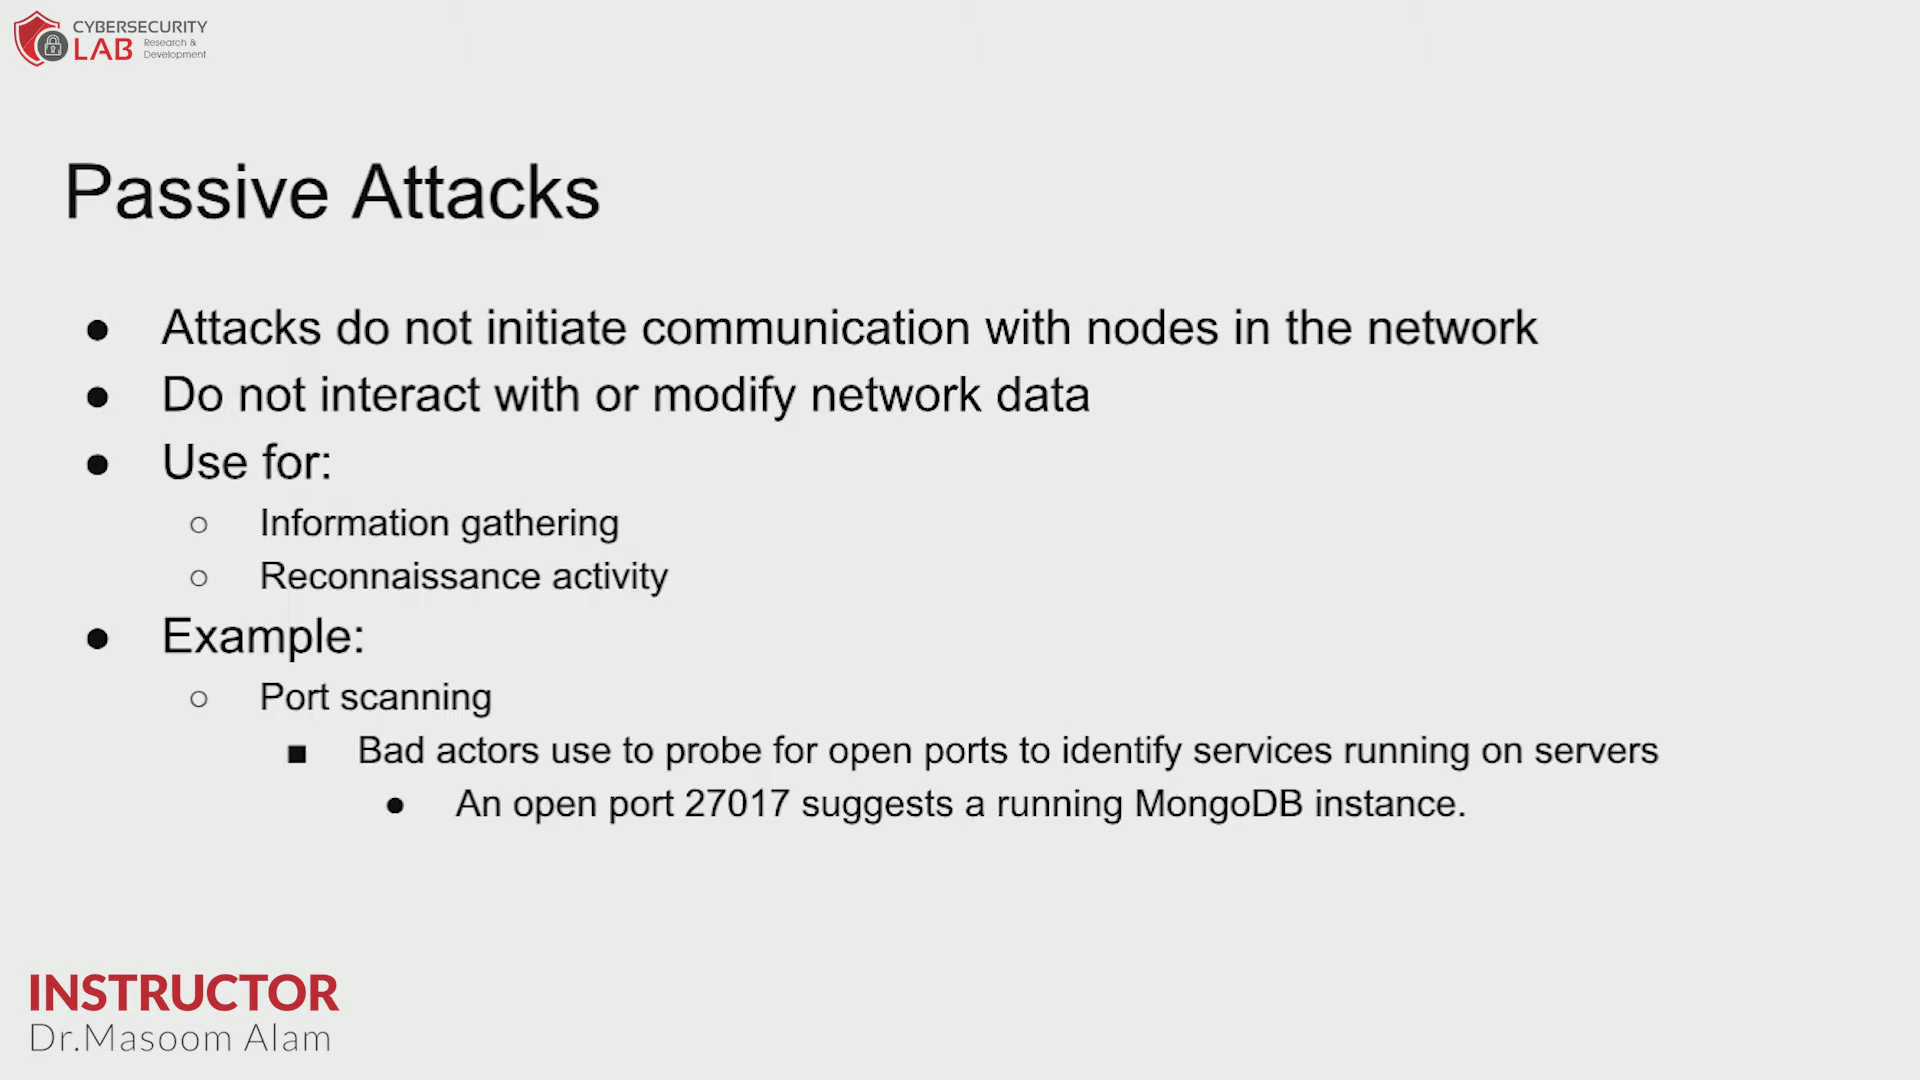 CYBERSECURITY
LAB Research &
Development
Passive Attacks
● Attacks do not initiate communication with nodes in the network
● Do not interact with or modify network data
● Use for:
○ Information gathering
○ Reconnaissance activity
● Example:
○ Port scanning
■ Bad actors use to probe for open ports to identify services running on servers
● An open port 27017 suggests a running MongoDB instance.
INSTRUCTOR
Dr.Masoom Alam